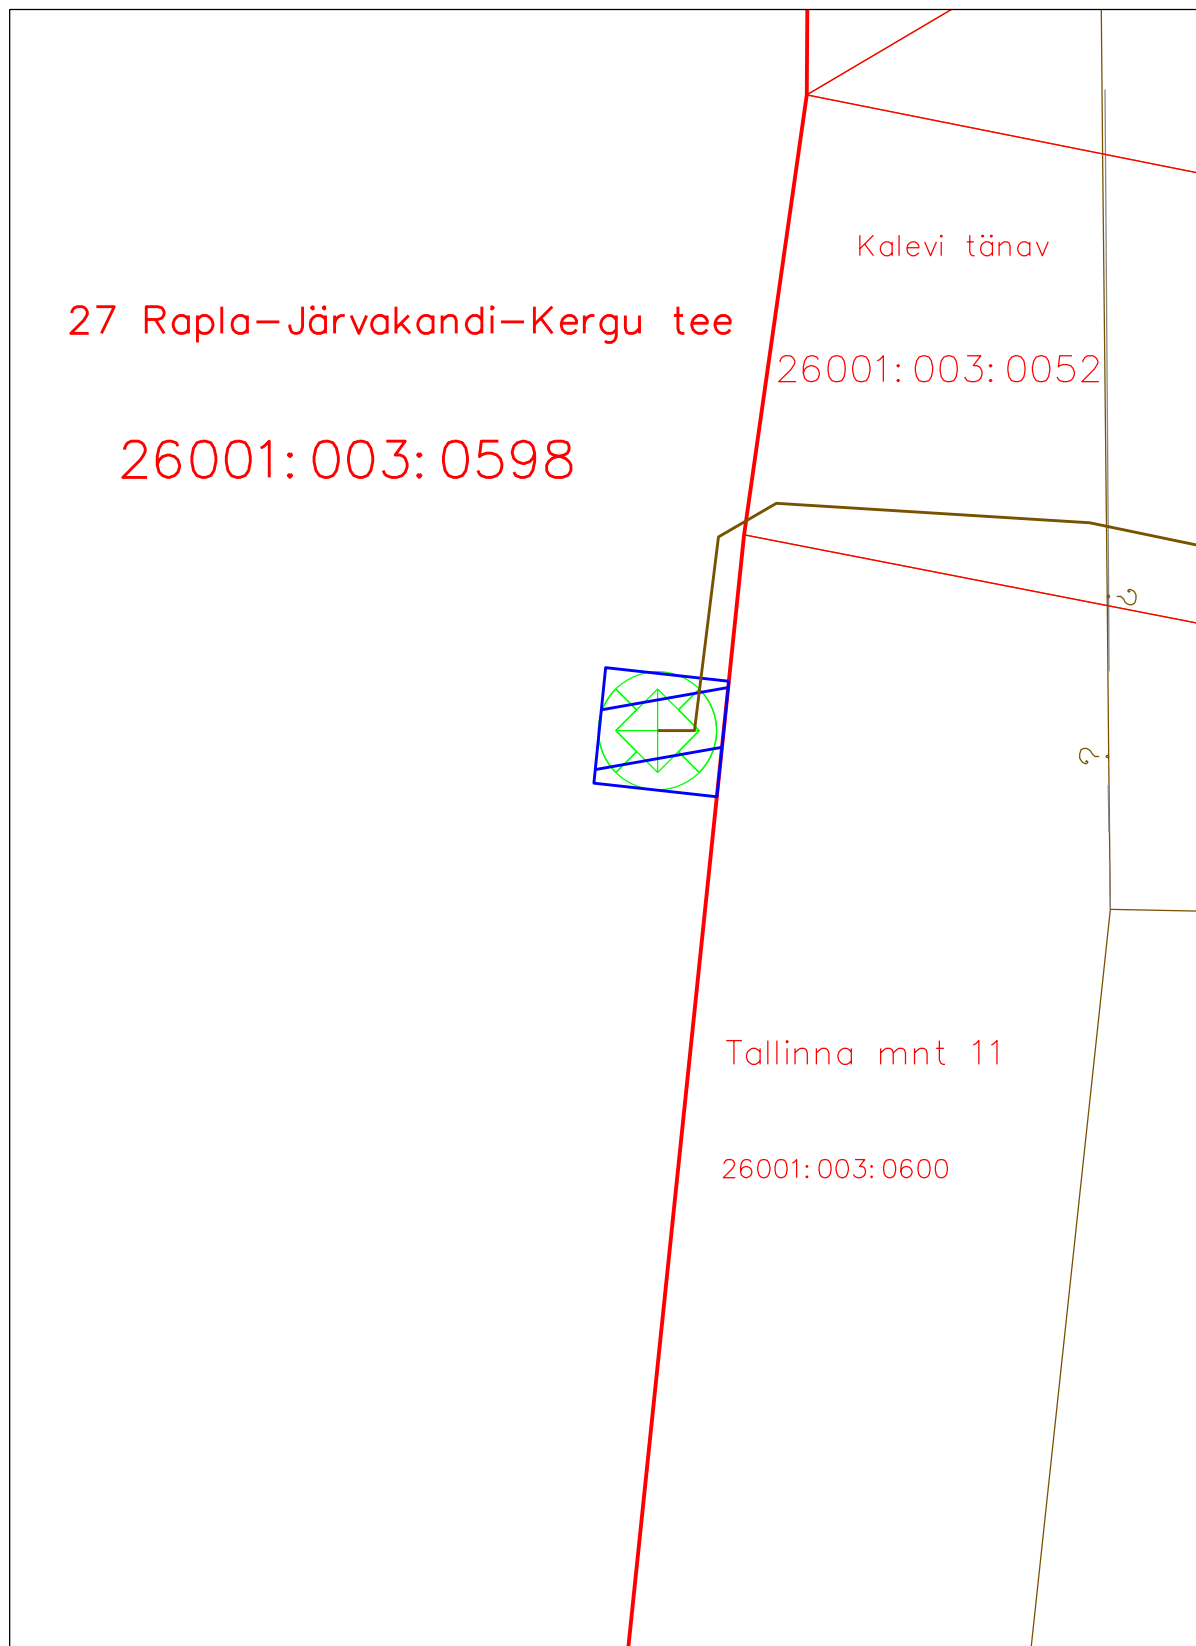 Kalevi tänav
27 Rapla-Järvakandi-Kergu tee
26001:003:0052
26001:003:0598
?
?
Tallinna mnt 11
26001:003:0600